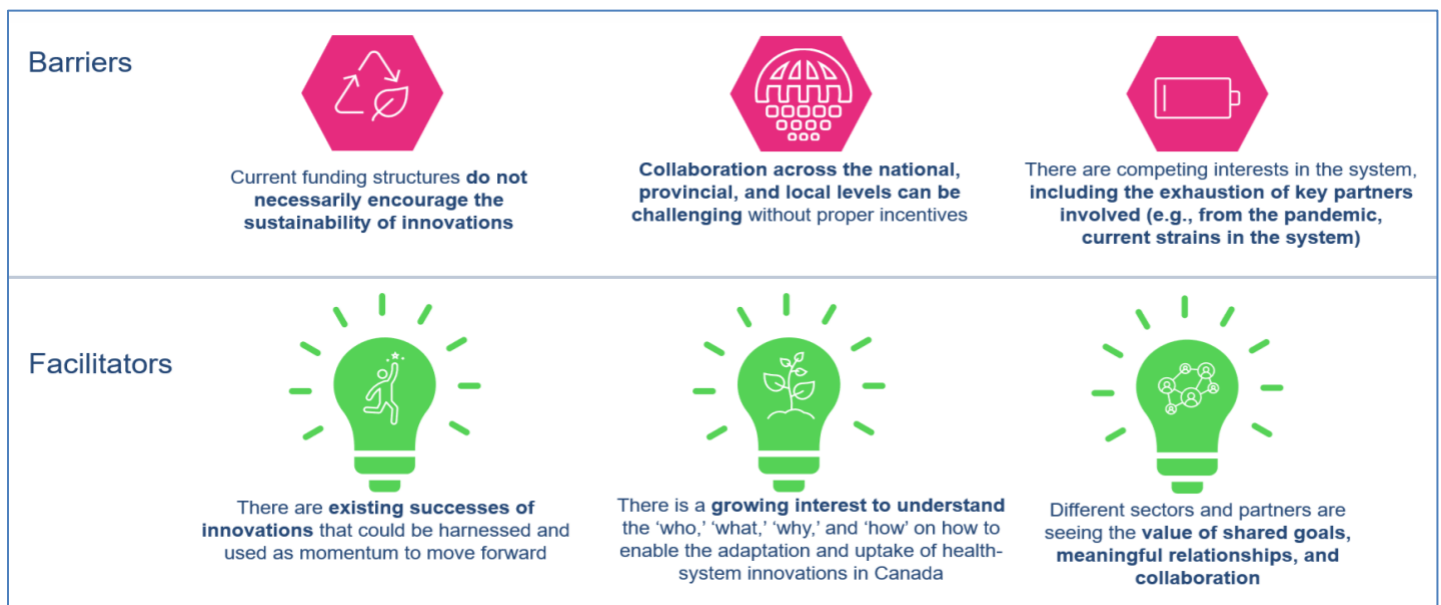 Barriers
Current funding structures do not
necessarily encourage the
sustainability of innovations
Collaboration across the national,
provincial, and local levels can be
challenging without proper incentives
There are competing interests in the system,
including the exhaustion of key partners
involved (e.g., from the pandemic,
current strains in the system)
Facilitators
There are existing successes of
innovations that could be harnessed and
used as momentum to move forward
There is a growing interest to understand
the ‘who,’ ‘what,’ ‘why,’ and ‘how’ on how to
enable the adaptation and uptake of health-
system innovations in Canada
Different sectors and partners are
seeing the value of shared goals,
meaningful relationships, and
collaboration